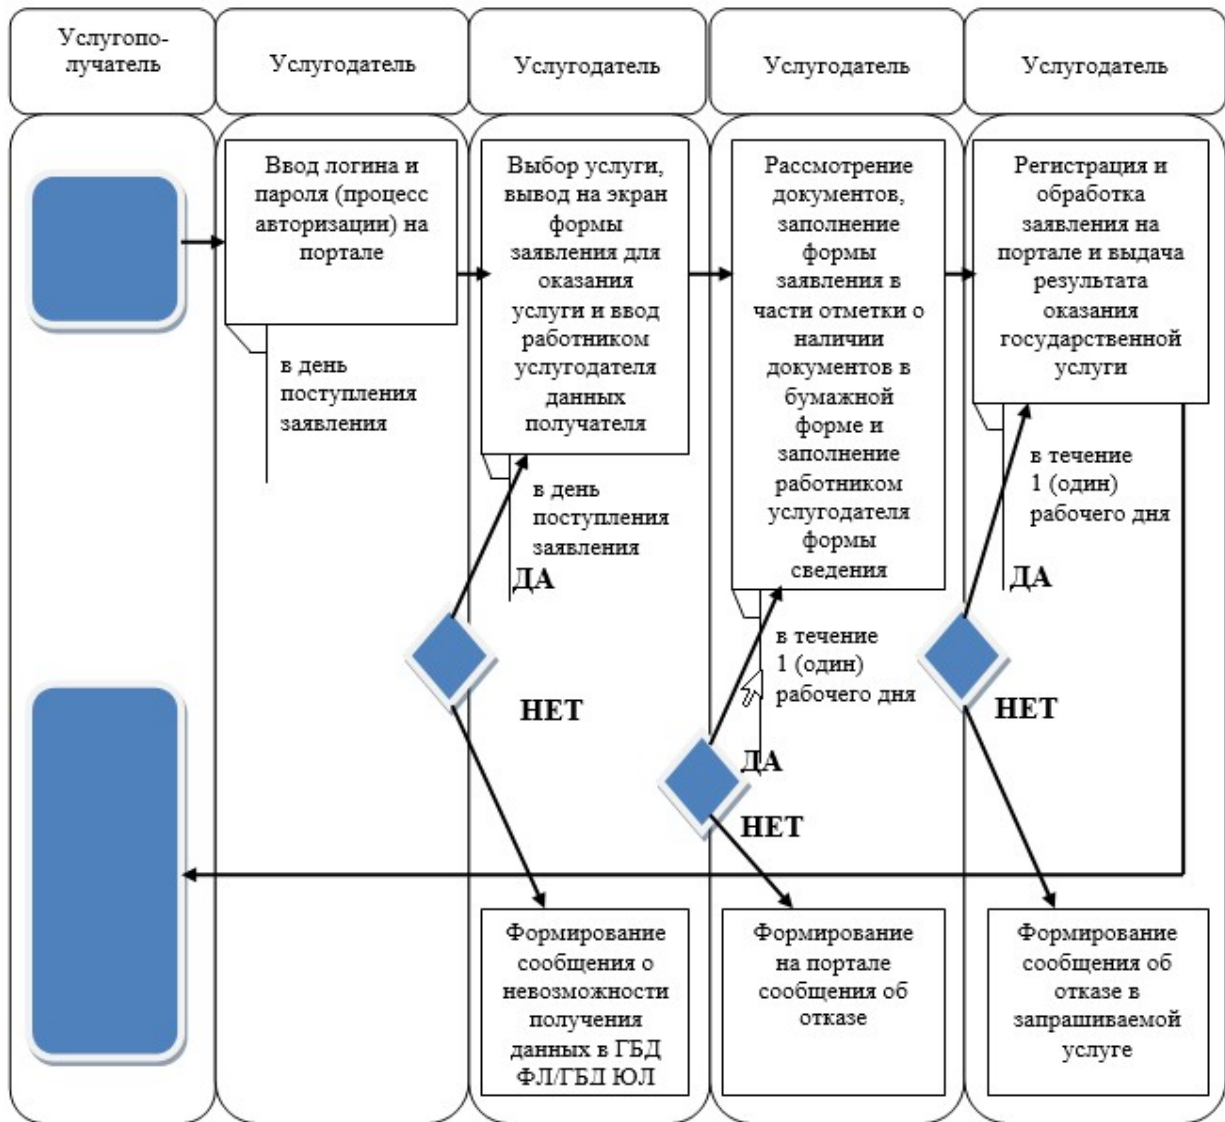 Услугопо-
лучатель
Услугодатель
Услугодатель
Услугодатель
Услугодатель
Ввод логина и
пароля (процесс
авторизации) на
портале
в день
поступления
заявления
Выбор услуги,
вывод на экран
формы
заявления для
оказания
услуги и ввод
работником
услугодателя
данных
получателя
в день
поступления
заявления
ДА
НЕТ
Рассмотрение
документов,
заполнение
формы
заявления в
части отметки о
наличии
документов в
бумажной
форме и
заполнение
работником
услугодателя
формы
сведения
в течение
1 (один)
рабочего дня
ДА
НЕТ
Регистрация и
обработка
заявления на
портале и выдача
результата
оказания
государственной
услуги
в течение
1 (один)
рабочего дня
ДА
НЕТ
Формирование
сообщения о
невозможности
получения
данных в ГБД
ФЛ/ГБД ЮЛ
Формирование
на портале
сообщения об
отказе
Формирование
сообщения об
отказе в
запрашиваемой
услуге